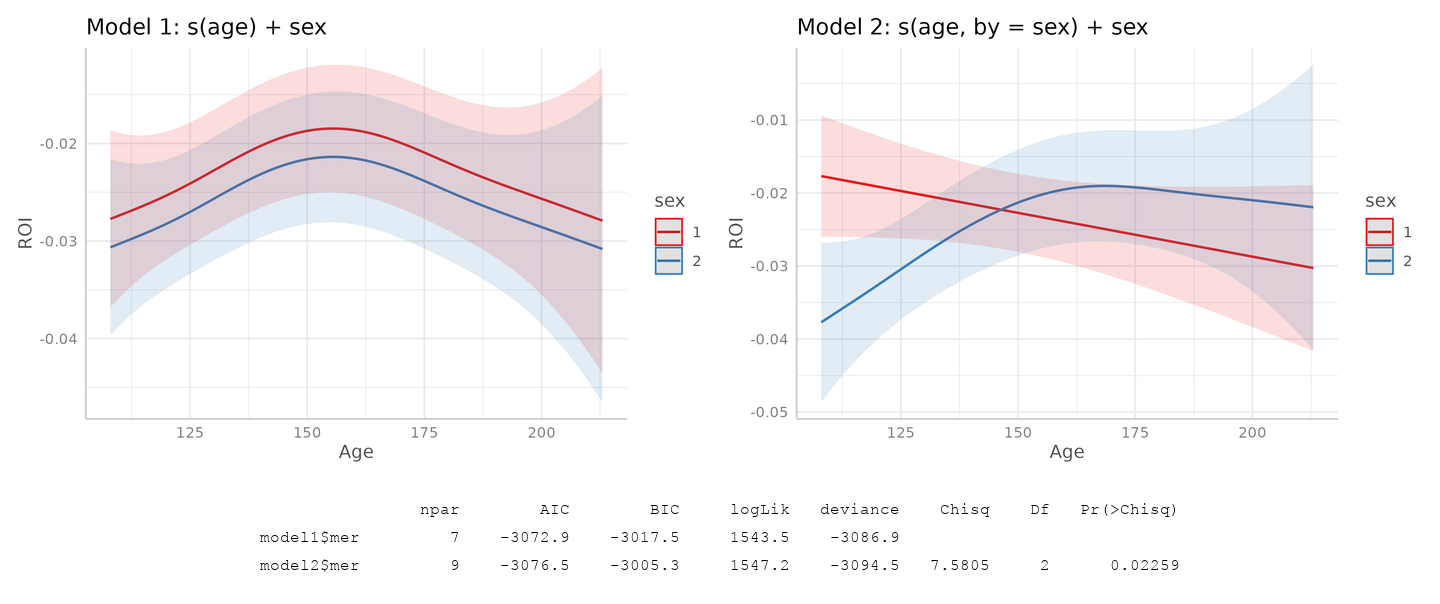 Model 1: s(age) + sex
-0.02
-0.03
-0.04
ROI
125 150 175 200
Age
sex
1
2
Model 2: s(age, by = sex) + sex
-0.01
-0.02
-0.03
-0.04
-0.05
ROI
125 150 175 200
Age
sex
1
2
npar AIC BIC logLik deviance Chisq Df Pr(>Chisq)
model1$mer 7 -3072.9 -3017.5 1543.5 -3086.9
model2$mer 9 -3076.5 -3005.3 1547.2 -3094.5 7.5805 2 0.02259